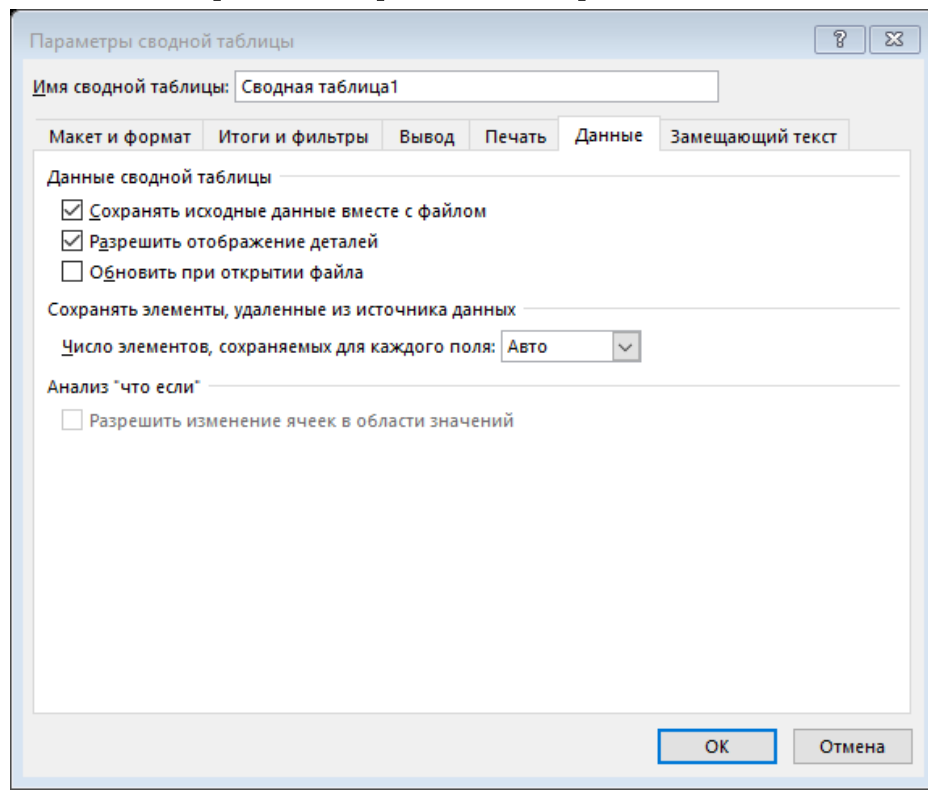 Параметры сводной таблицы
Имя сводной таблицы: Сводная таблица1
Макет и формат Итоги и фильтры Вывод Печать Данные Замещающий текст
Данные сводной таблицы
Сохранять исходные данные вместе с файлом
Разрешить отображение деталей
Обновить при открытии файла
Сохранять элементы, удаленные из источника данных
Число элементов, сохраняемых для каждого поля: Авто
Анализ "что если"
Разрешить изменение ячеек в области значений
ОК Отмена